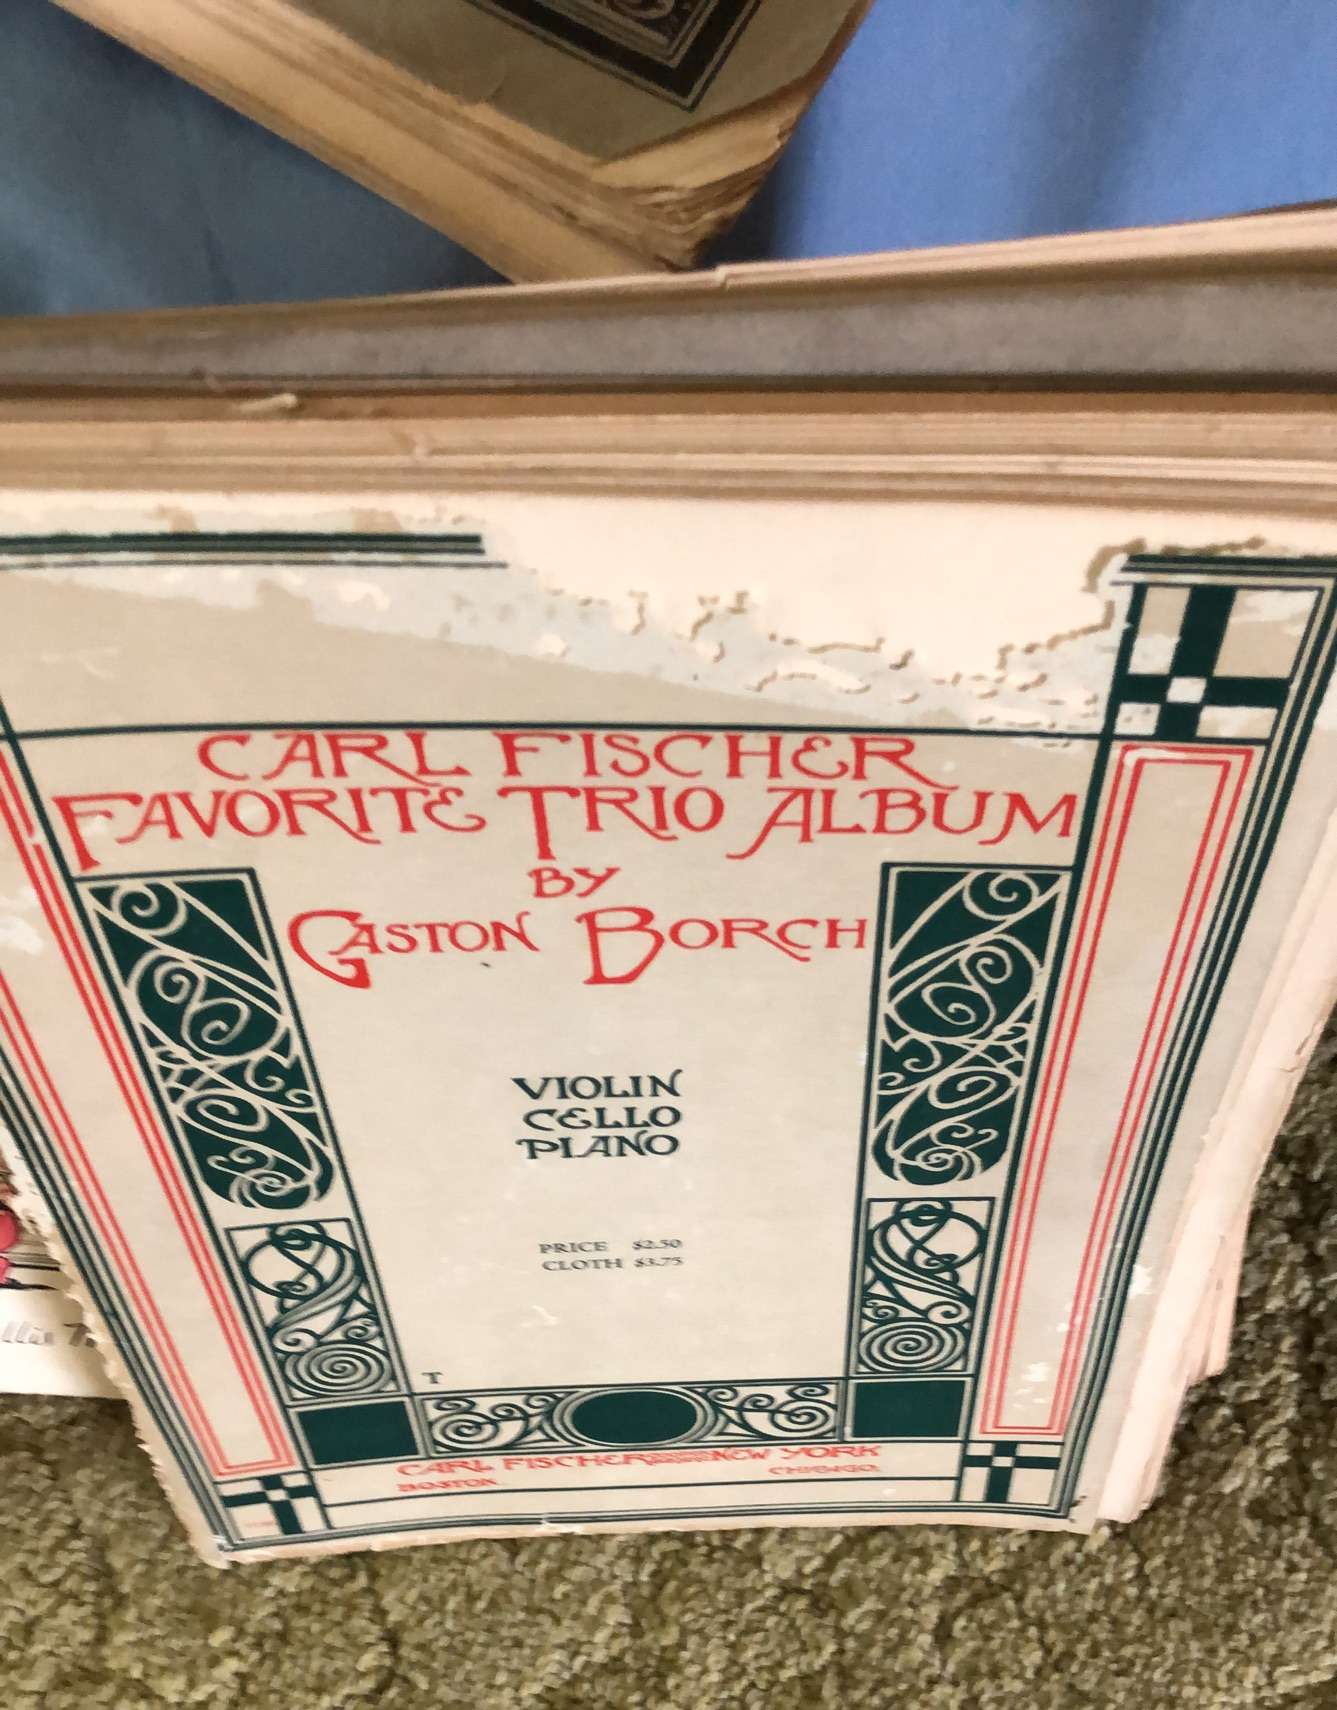 CARL FISCHER
FAVORITE TRIO ALBUM
BY
GASTON BORCH
VIOLIN
CELLO
PIANO
PRICE $2.50
CLOTH $3.75
T
CARL FISCHER NEW YORK
BOSTON CHICAGO